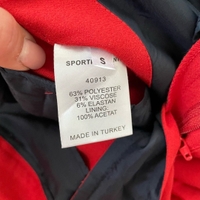 SPORTI S
40913
63% POLYESTER
31% VISCOSE
6% ELASTAN
LINING:
100% ACETAT
MADE IN TURKEY